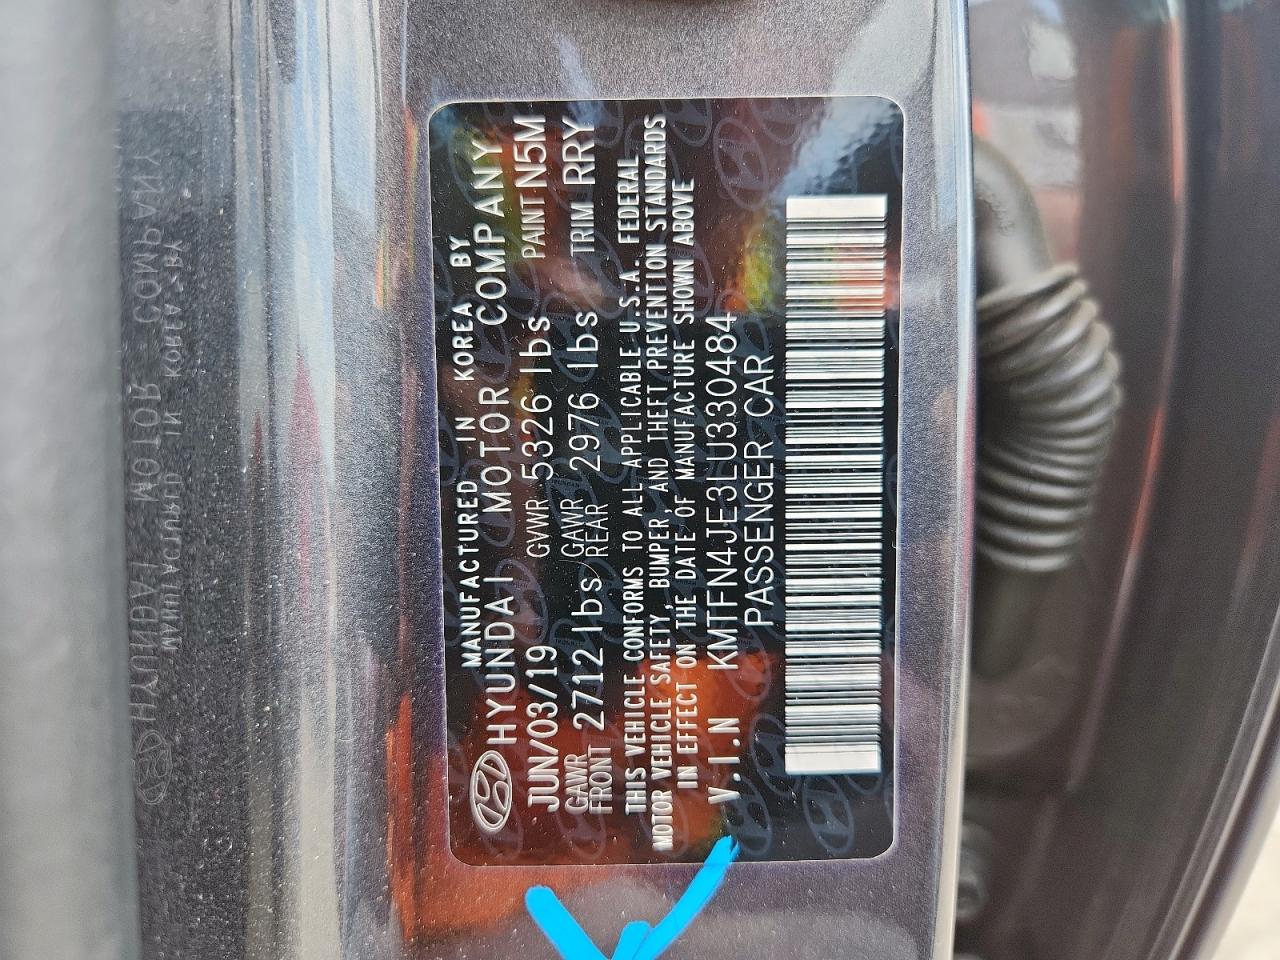 MANUFACTURED IN KOREA BY
HYUNDAI MOTOR COMPANY
JUN/03/19 GVWR 5326 lbs PAINT N5M
GAWR FRONT 2712 lbs GAWR REAR 2976 lbs TRIM RRY
THIS VEHICLE CONFORMS TO ALL APPLICABLE U.S.A. FEDERAL
MOTOR VEHICLE SAFETY, BUMPER, AND THEFT PREVENTION STANDARDS
IN EFFECT ON THE DATE OF MANUFACTURE SHOWN ABOVE
V.I.N KMTFN4JE3LU330484
PASSENGER CAR